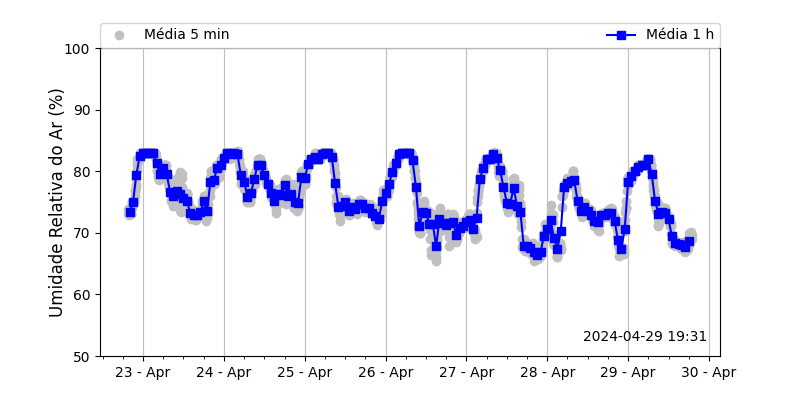 Média 5 min
Média 1 h
100
90
80
70
60
50
Umidade Relativa do Ar (%)
2024-04-29 19:31
23 - Apr
24 - Apr
25 - Apr
26 - Apr
27 - Apr
28 - Apr
29 - Apr
30 - Apr